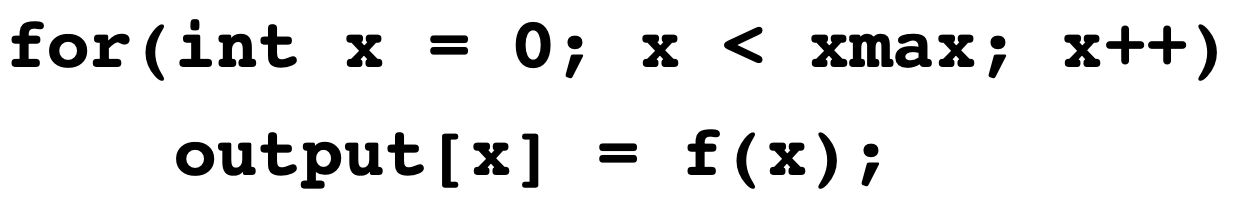 for(int x = 0; x < xmax; x++)
    output[x] = f(x);